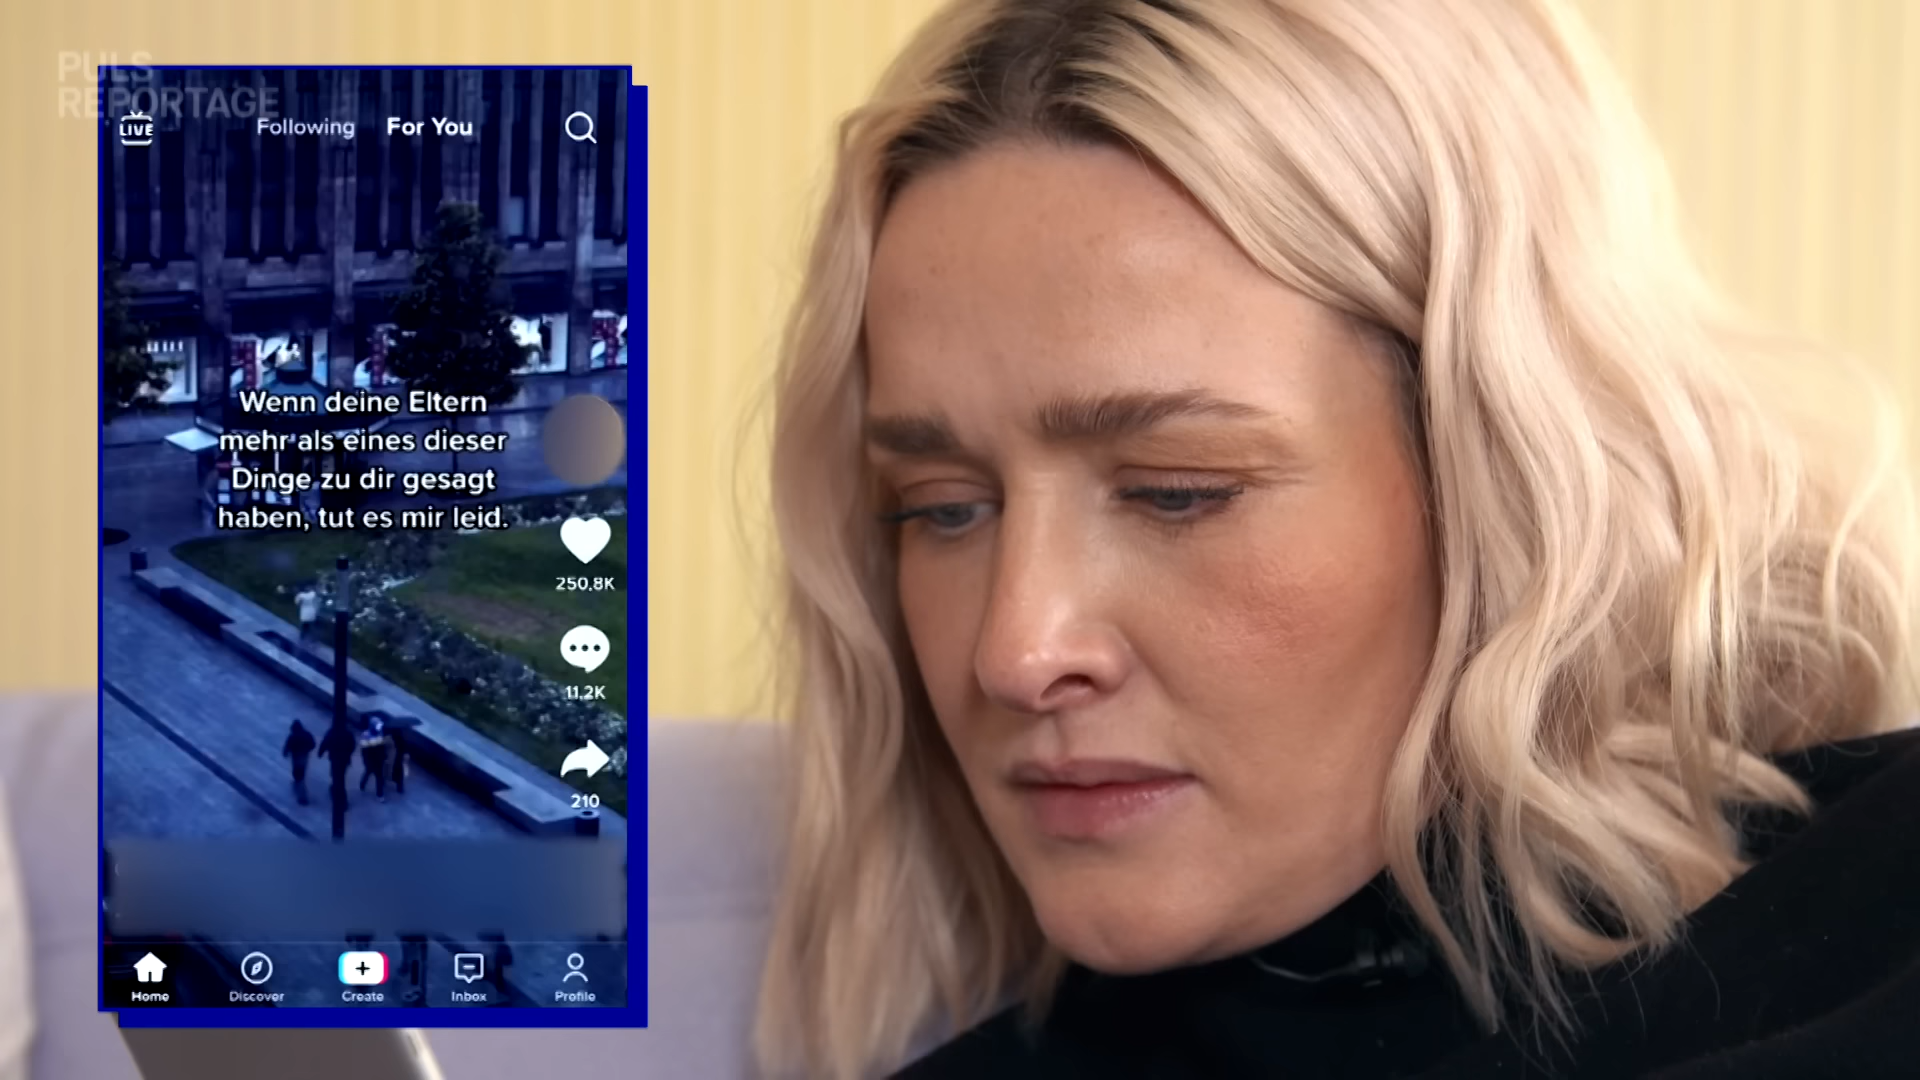 PULS
REPORTAGE
LIVE
Following For You
Wenn deine Eltern
mehr als eines dieser
Dinge zu dir gesagt
haben, tut es mir leid.
250.8K
11.2K
210
Home Discover Create Inbox Profile